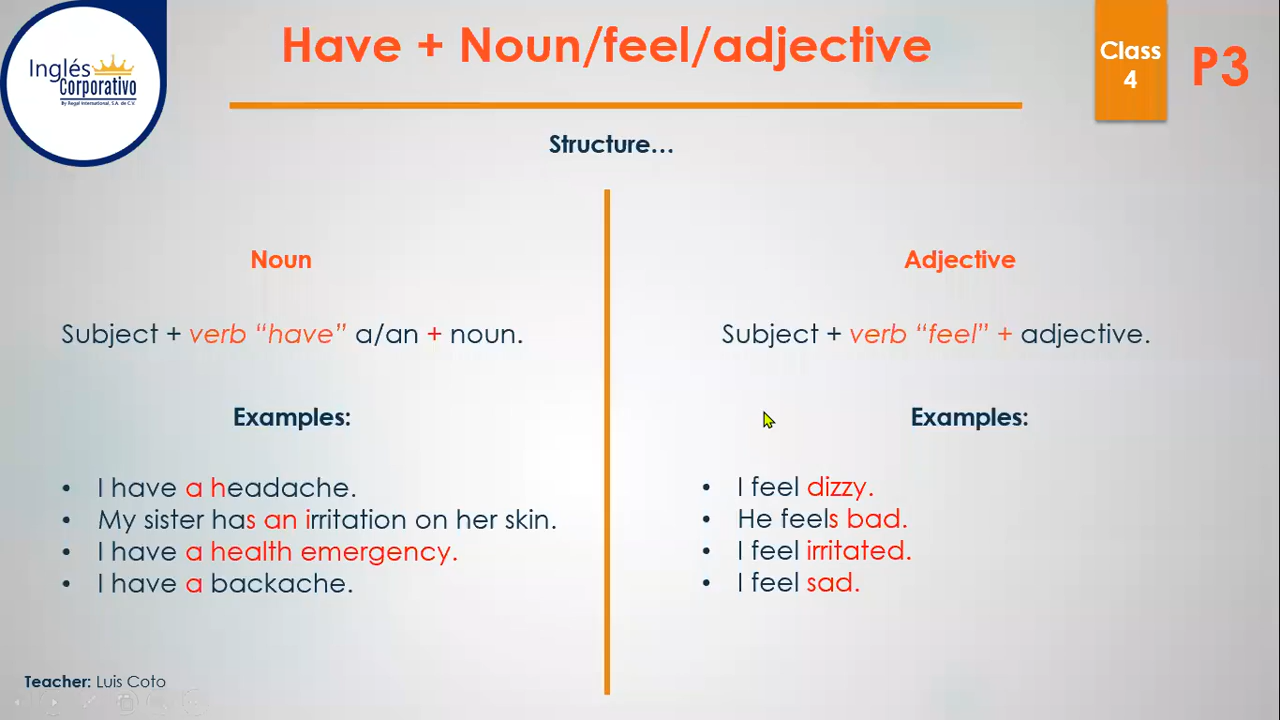 Have + Noun/feel/adjective
Class
4
P3
Inglés
Corporativo
By Regal International, S.A. de C.V.
Structure...
Noun
Subject + verb “have” a/an + noun.
Examples:
• I have a headache.
• My sister has an irritation on her skin.
• I have a health emergency.
• I have a backache.
Adjective
Subject + verb “feel” + adjective.
Examples:
• I feel dizzy.
• He feels bad.
• I feel irritated.
• I feel sad.
Teacher: Luis Coto